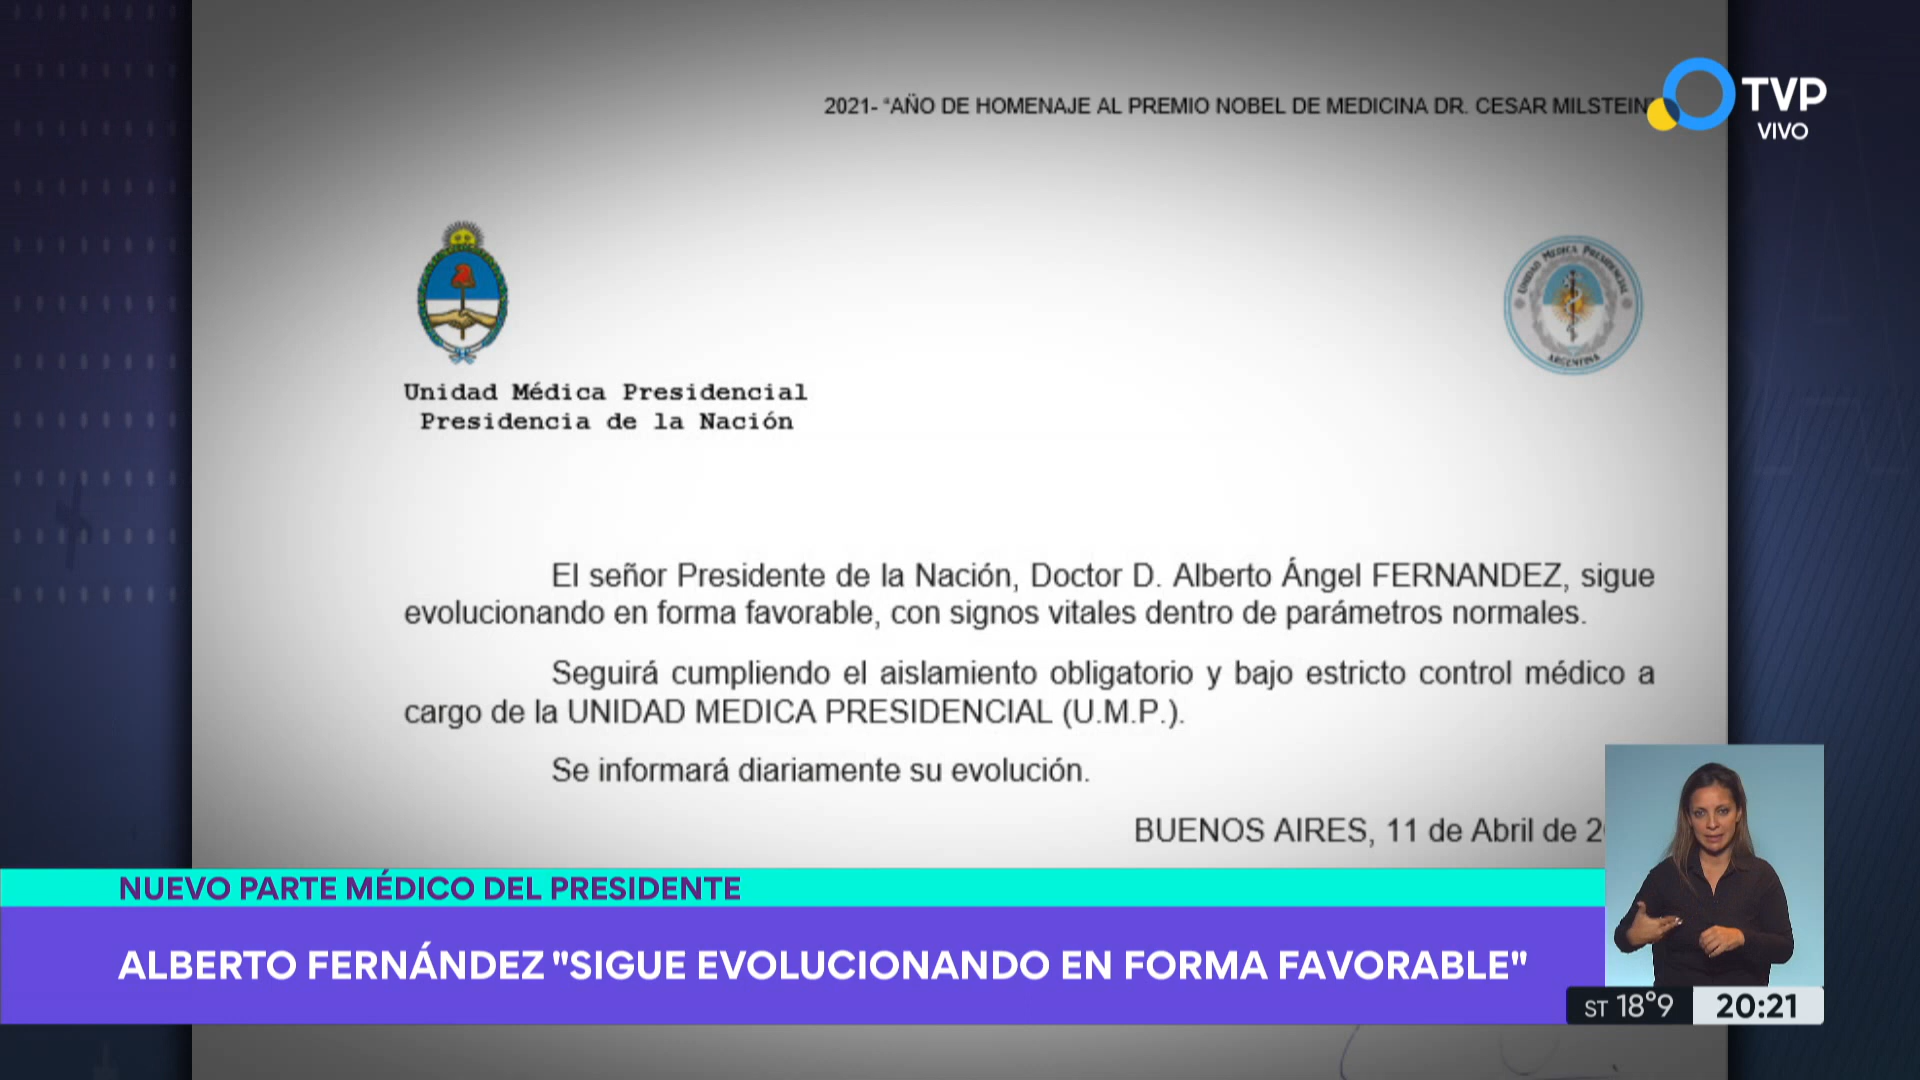 2021- “AÑO DE HOMENAJE AL PREMIO NOBEL DE MEDICINA DR. CESAR MILSTEIN”
TVP
VIVO
UNIDAD MEDICA PRESIDENCIAL
ARGENTINA
Unidad Médica Presidencial
Presidencia de la Nación
El señor Presidente de la Nación, Doctor D. Alberto Ángel FERNANDEZ, sigue
evolucionando en forma favorable, con signos vitales dentro de parámetros normales.
Seguirá cumpliendo el aislamiento obligatorio y bajo estricto control médico a
cargo de la UNIDAD MEDICA PRESIDENCIAL (U.M.P.).
Se informará diariamente su evolución.
BUENOS AIRES, 11 de Abril de
NUEVO PARTE MÉDICO DEL PRESIDENTE
ALBERTO FERNÁNDEZ "SIGUE EVOLUCIONANDO EN FORMA FAVORABLE"
ST 18°9
20:21